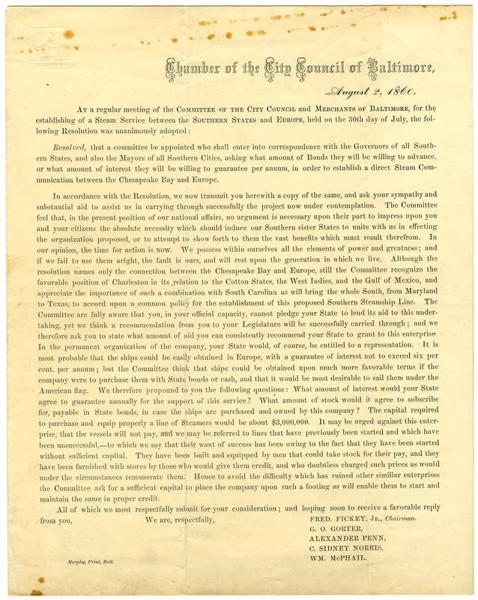 Chamber of the City Council of Baltimore,
August 2, 1860.
At a regular meeting of the Committee of the City Council and Merchants of Baltimore, for the
establishing of a Steam Service between the Southern States and Europe, held on the 30th day of July, the fol-
lowing Resolution was unanimously adopted:
Resolved, that a committee be appointed who shall enter into correspondence with the Governors of all South-
ern States, and also the Mayors of all Southern Cities, asking what amount of Bonds they will be willing to advance,
or what amount of interest they will be willing to guarantee per annum, in order to establish a direct Steam Com-
munication between the Chesapeake Bay and Europe.
In accordance with the Resolution, we now transmit you herewith a copy of the same, and ask your sympathy and
substantial aid to assist us in carrying through successfully the project now under contemplation. The Committee
feel that, in the present position of our national affairs, no argument is necessary upon their part to impress upon you
and your citizens the absolute necessity which should induce our Southern sister States to unite with us in effecting
the organization proposed, or to attempt to show forth to them the vast benefits which must result therefrom. In
our opinion, the time for action is now. We possess within ourselves all the elements of power and greatness; and
if we fail to use them aright, the fault is ours, and will rest upon the generation in which we live. Although the
resolution names only the connection between the Chesapeake Bay and Europe, still the Committee recognize the
favorable position of Charleston in its relation to the Cotton States, the West Indies, and the Gulf of Mexico, and
appreciate the importance of such a combination with South Carolina as will bring the whole South, from Maryland
to Texas, to accord upon a common policy for the establishment of this proposed Southern Steamship Line. The
Committee are fully aware that you, in your official capacity, cannot pledge your State to lend its aid to this under-
taking, yet we think a recommendation from you to your Legislature will be successfully carried through; and we
therefore ask you to state what amount of aid you can consistently recommend your State to grant to this enterprise
In the permanent organization of the company, your State would, of course, be entitled to a representation. It is
most probable that the ships could be easily obtained in Europe, with a guarantee of interest not to exceed six per
cent. per annum; but the Committee think that ships could be obtained upon much more favorable terms if the
company were to purchase them with State bonds or cash, and that it would be most desirable to sail them under the
American flag. We therefore propound to you the following questions: What amount of interest would your State
agree to guarantee annually for the support of this service? What amount of stock would it agree to subscribe
for, payable in State bonds, in case the ships are purchased and owned by this company? The capital required
to purchase and equip properly a line of Steamers would be about $3,000,000. It may be urged against this enter-
prise, that the vessels will not pay, and we may be referred to lines that have previously been started and which have
been unsuccessful,—to which we say that their want of success has been owing to the fact that they have been started
without sufficient capital. They have been built and equipped by men that could take stock for their pay, and they
have been furnished with stores by those who would give them credit, and who doubtless charged such prices as would
under the circumstances remunerate them. Hence to avoid the difficulty which has ruined other similar enterprises
the Committee ask for a sufficient capital to place the company upon such a footing as will enable them to start and
maintain the same in proper credit.
All of which we most respectfully submit for your consideration; and hoping soon to receive a favorable reply
from you, We are, respectfully,
FRED. FICKEY, Jr., Chairman.
G. O. GORTER,
ALEXANDER PENN,
C. SIDNEY NORRIS,
WM. McPHAIL.
Murphy, Print, Balt.